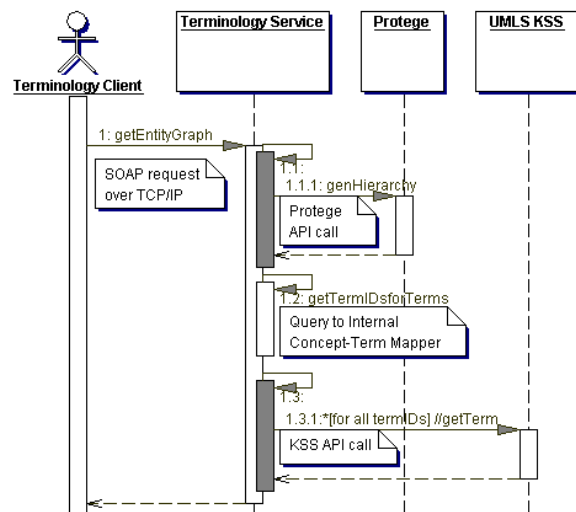 Terminology Service
Protege
UMLS KSS
Terminology Client
1: getEntityGraph
1.1:
SOAP request
over TCP/IP
1.1.1: genHierarchy
Protege
API call
1.2: getTermIDsforTerms
Query to Internal
Concept-Term Mapper
1.3:
1.3.1:*[for all termIDs] //getTerm
KSS API call